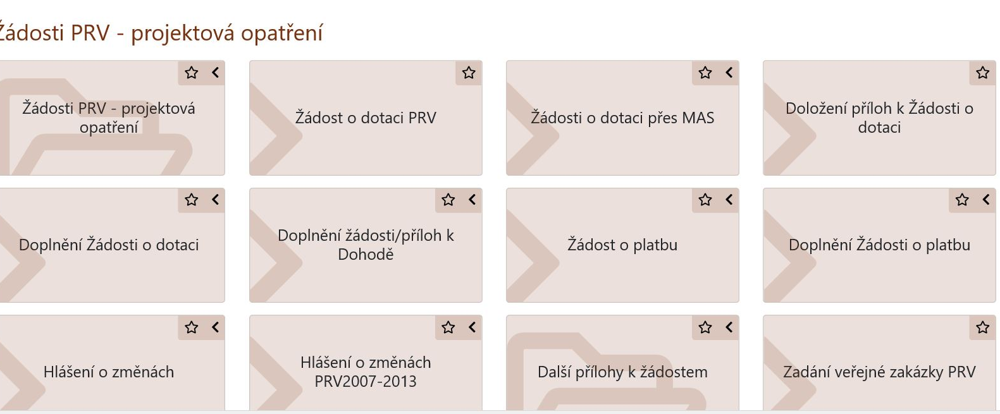 Žádosti PRV - projektová opatření
Žádosti PRV - projektová
opatření
Žádost o dotaci PRV
Žádosti o dotaci přes MAS
Doložení příloh k Žádosti o
dotaci
Doplnění Žádosti o dotaci
Doplnění žádosti/příloh k
Dohodě
Žádost o platbu
Doplnění Žádosti o platbu
Hlášení o změnách
Hlášení o změnách
PRV2007-2013
Další přílohy k žádostem
Zadání veřejné zakázky PRV